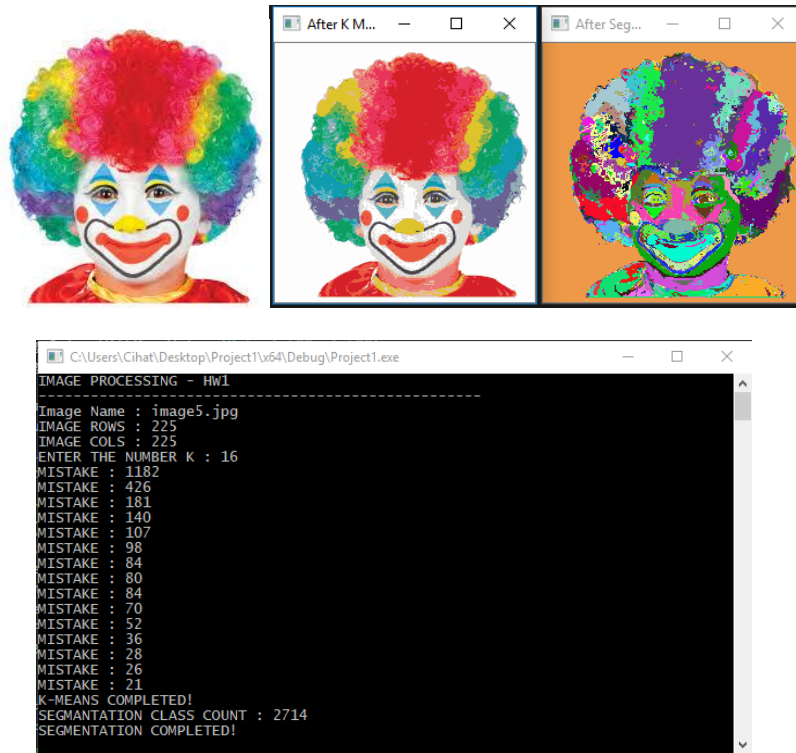 After K M...
After Seg...
C:\Users\Cihat\Desktop\Project1\x64\Debug\Project1.exe
IMAGE PROCESSING - HW1
---------------------------------------------------
Image Name : image5.jpg
IMAGE ROWS : 225
IMAGE COLS : 225
ENTER THE NUMBER K : 16
MISTAKE : 1182
MISTAKE : 426
MISTAKE : 181
MISTAKE : 140
MISTAKE : 107
MISTAKE : 98
MISTAKE : 84
MISTAKE : 80
MISTAKE : 84
MISTAKE : 70
MISTAKE : 52
MISTAKE : 36
MISTAKE : 28
MISTAKE : 26
MISTAKE : 21
K-MEANS COMPLETED!
SEGMANTATION CLASS COUNT : 2714
SEGMENTATION COMPLETED!